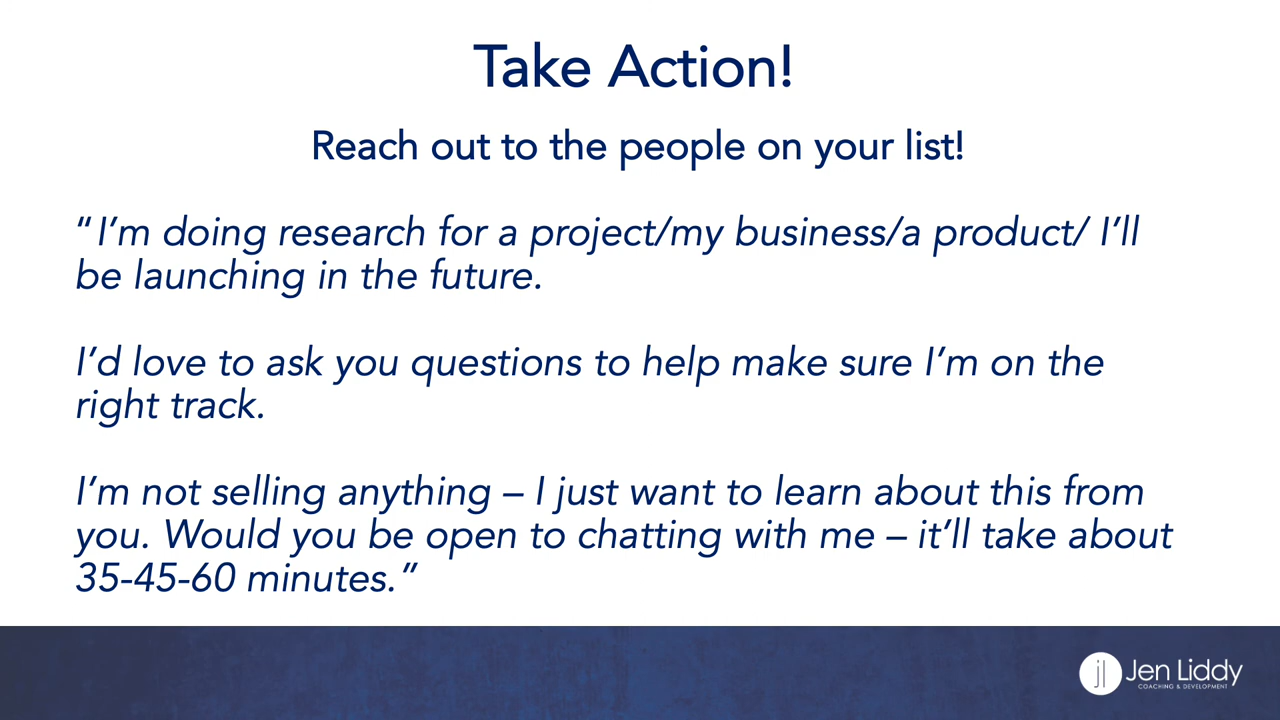 Take Action!
Reach out to the people on your list!
“I’m doing research for a project/my business/a product/ I’ll
be launching in the future.
I’d love to ask you questions to help make sure I’m on the
right track.
I’m not selling anything – I just want to learn about this from
you. Would you be open to chatting with me – it’ll take about
35-45-60 minutes.”
jl Jen Liddy
COACHING & DEVELOPMENT